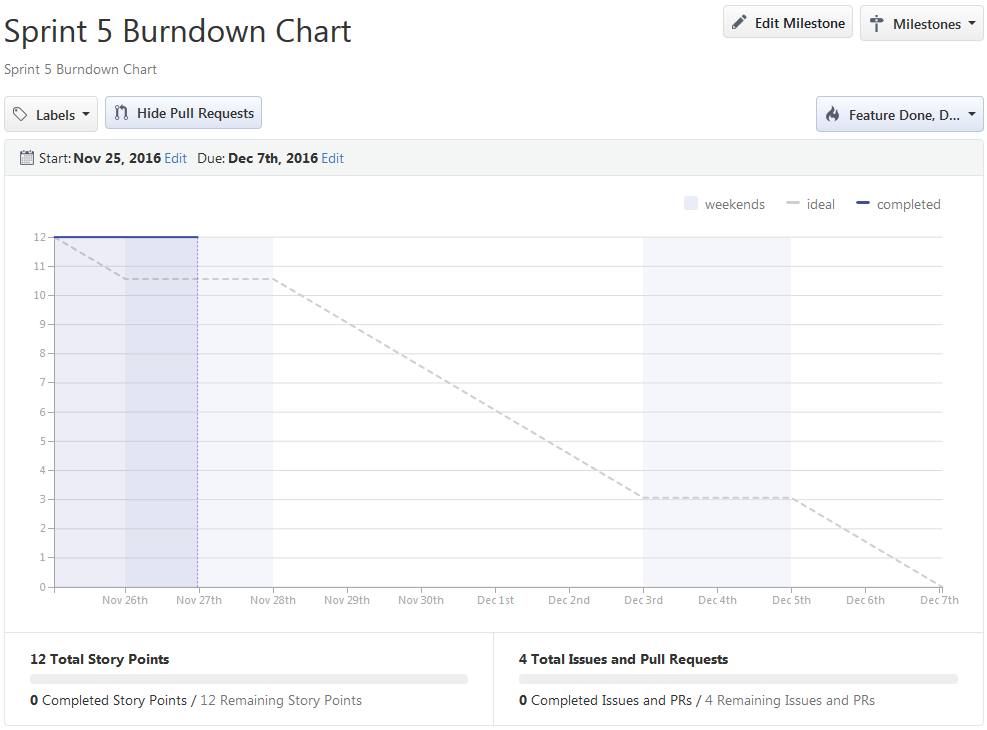 Sprint 5 Burndown Chart
Edit Milestone
Milestones
Sprint 5 Burndown Chart
Labels
Hide Pull Requests
Feature Done, D...
Start: Nov 25, 2016 Edit Due: Dec 7th, 2016 Edit
weekends ideal completed
12
11
10
9
8
7
6
5
4
3
2
1
0
Nov 26th Nov 27th Nov 28th Nov 29th Nov 30th Dec 1st Dec 2nd Dec 3rd Dec 4th Dec 5th Dec 6th Dec 7th
12 Total Story Points
0 Completed Story Points / 12 Remaining Story Points
4 Total Issues and Pull Requests
0 Completed Issues and PRs / 4 Remaining Issues and PRs